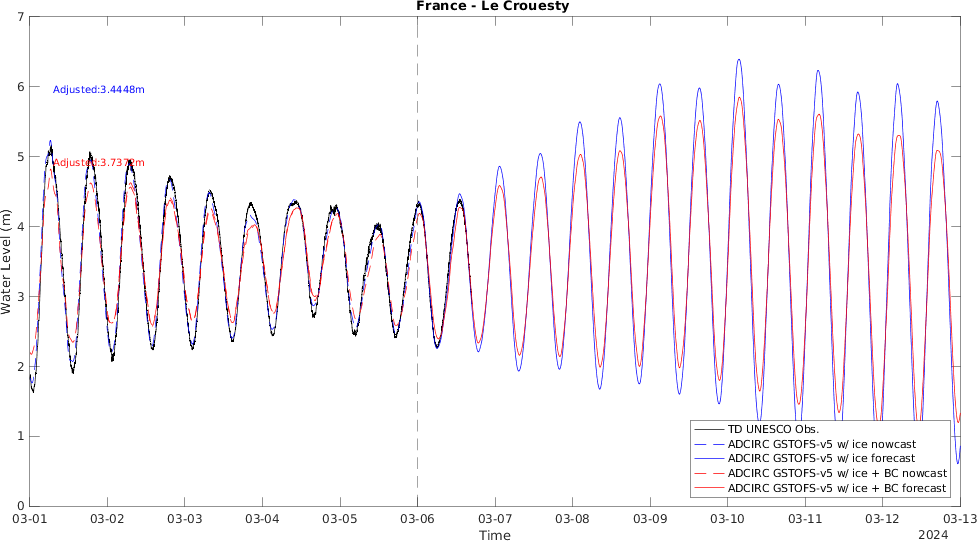 France - Le Crouesty
7
6
5
4
3
2
1
0
Water Level (m)
Adjusted:3.4448m
Adjusted:3.7373m
TD UNESCO Obs.
ADCIRC GSTOFS-v5 w/ ice nowcast
ADCIRC GSTOFS-v5 w/ ice forecast
ADCIRC GSTOFS-v5 w/ ice + BC nowcast
ADCIRC GSTOFS-v5 w/ ice + BC forecast
03-01 03-02 03-03 03-04 03-05 03-06 03-07 03-08 03-09 03-10 03-11 03-12 03-13
Time
2024